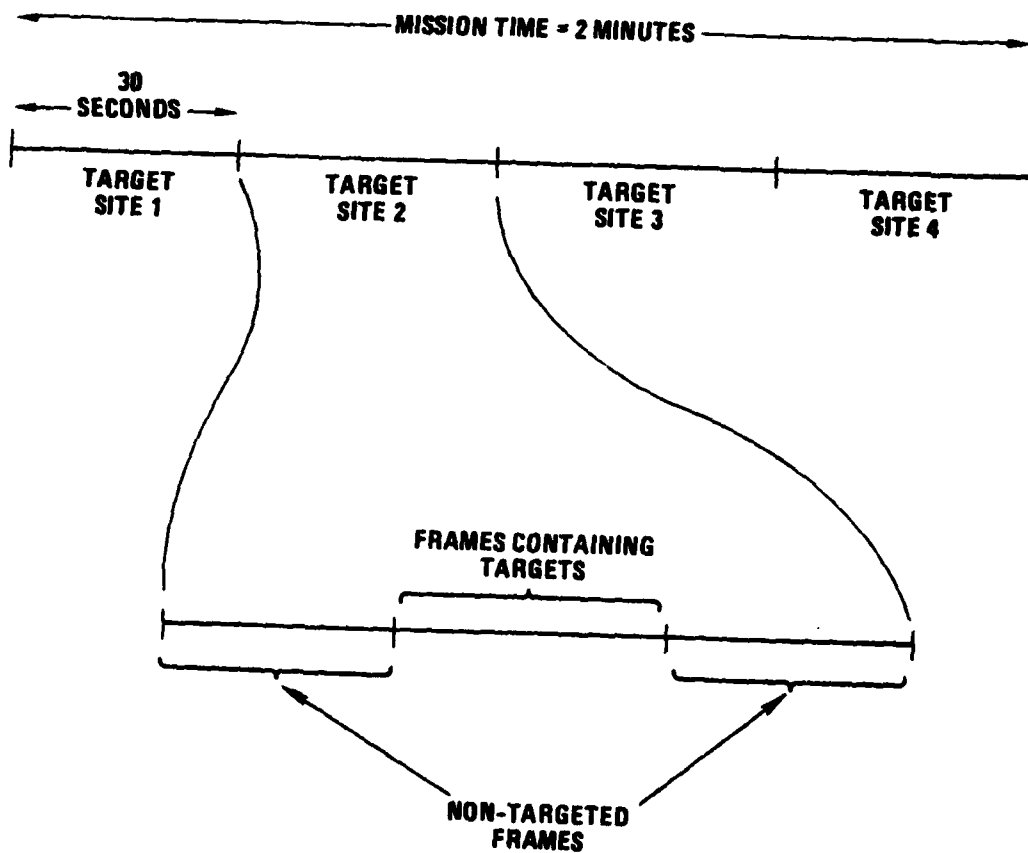 MISSION TIME = 2 MINUTES
30
SECONDS
TARGET
SITE 1
TARGET
SITE 2
TARGET
SITE 3
TARGET
SITE 4
FRAMES CONTAINING
TARGETS
NON-TARGETED
FRAMES